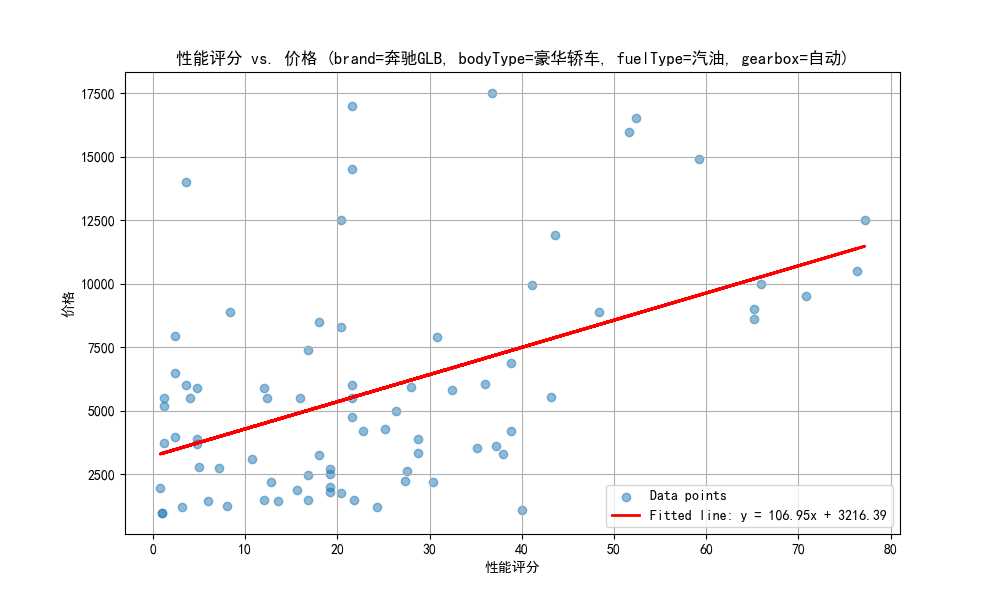 性能评分 vs. 价格 (brand=奔驰GLB, bodyType=豪华轿车, fuelType=汽油, gearbox=自动)
价格
17500
15000
12500
10000
7500
5000
2500
Data points
Fitted line: y = 106.95x + 3216.39
0 10 20 30 40 50 60 70 80
性能评分